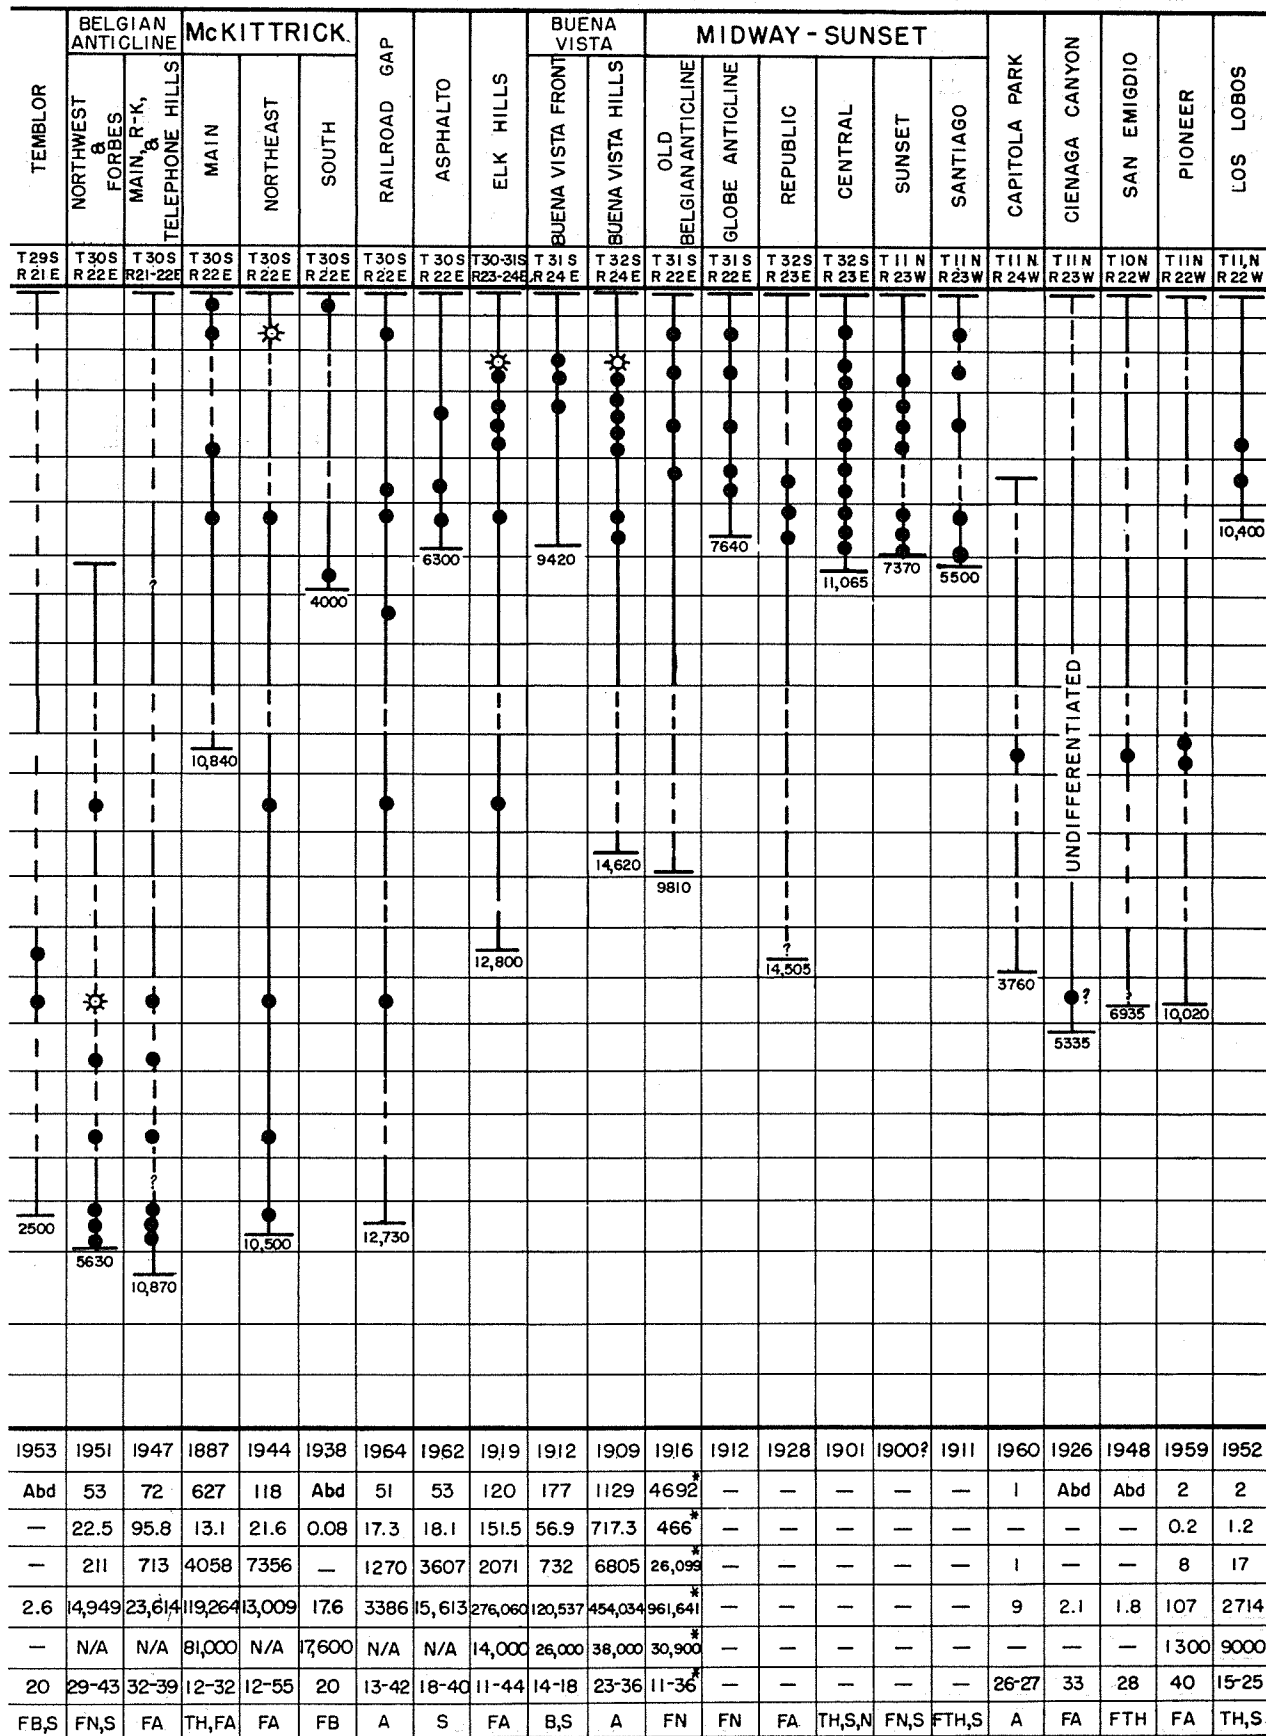 BELGIAN ANTICLINE McKITTRICK. BUENA VISTA MIDWAY-SUNSET
TEMBLOR
NORTHWEST & FORBES
MAIN, R-K, & TELEPHONE HILLS
MAIN
NORTHEAST
SOUTH
RAILROAD GAP
ASPHALTO
ELK HILLS
BUENA VISTA FRONT
BUENA VISTA HILLS
OLD BELGIAN ANTICLINE
GLOBE ANTICLINE
REPUBLIC
CENTRAL
SUNSET
SANTIAGO
CAPITOLA PARK
CIENAGA CANYON
SAN EMIGDIO
PIONEER
LOS LOBOS
T29S T30S T30S T30S T30S T30S T30S T30S T30-31S T31S T32S T31S T31S T32S T32S T11N T11N T11N T11N T10N T11N T11N
R21E R22E R21-22E R22E R22E R22E R22E R22E R23-24E R24E R24E R22E R22E R23E R23E R23W R23W R24W R23W R22W R22W R22W
10,400
7640
9420
6300
7370
11,065
5500
?
4000
UNDIFFERENTIATED
10,840
14,620
9810
?
12,800
14,505
3760
?
?
6935
10,020
5335
?
2500
12,730
10,500
5630
10,870
1953 1951 1947 1887 1944 1938 1964 1962 1919 1912 1909 1916 1912 1928 1901 1900? 1911 1960 1926 1948 1959 1952
Abd 53 72 627 118 Abd 51 53 120 177 1129 4692* — — — — — 1 Abd Abd 2 2
— 22.5 95.8 13.1 21.6 0.08 17.3 18.1 151.5 56.9 717.3 466* — — — — — — — — 0.2 1.2
— 211 713 4058 7356 — 1270 3607 2071 732 6805 26,099* — — — — — 1 — — 8 17
2.6 14,949 23,614 119,264 13,009 17.6 3386 15,613 276,060 120,537 454,034 961,641* — — — — — 9 2.1 1.8 107 2714
— N/A N/A 81,000 N/A 17,600 N/A N/A 14,000 26,000 38,000 30,900* — — — — — — — — 1300 9000
20 29-43 32-39 12-32 12-55 20 13-42 18-40 11-44 14-18 23-36 11-36* — — — — — 26-27 33 28 40 15-25
FB,S FN,S FA TH,FA FA FB A S FA B,S A FN FN FA TH,S,N FN,S FTH,S A FA FTH FA TH,S